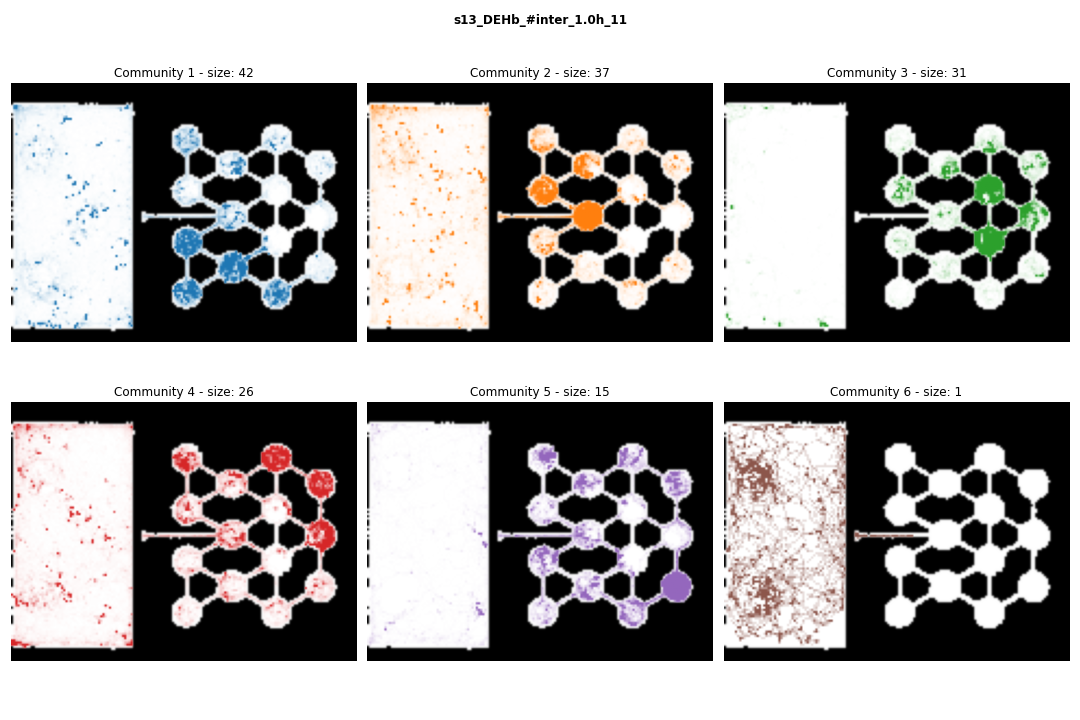 s13_DEHb_#inter_1.0h_11
Community 1 - size: 42
Community 2 - size: 37
Community 3 - size: 31
Community 4 - size: 26
Community 5 - size: 15
Community 6 - size: 1